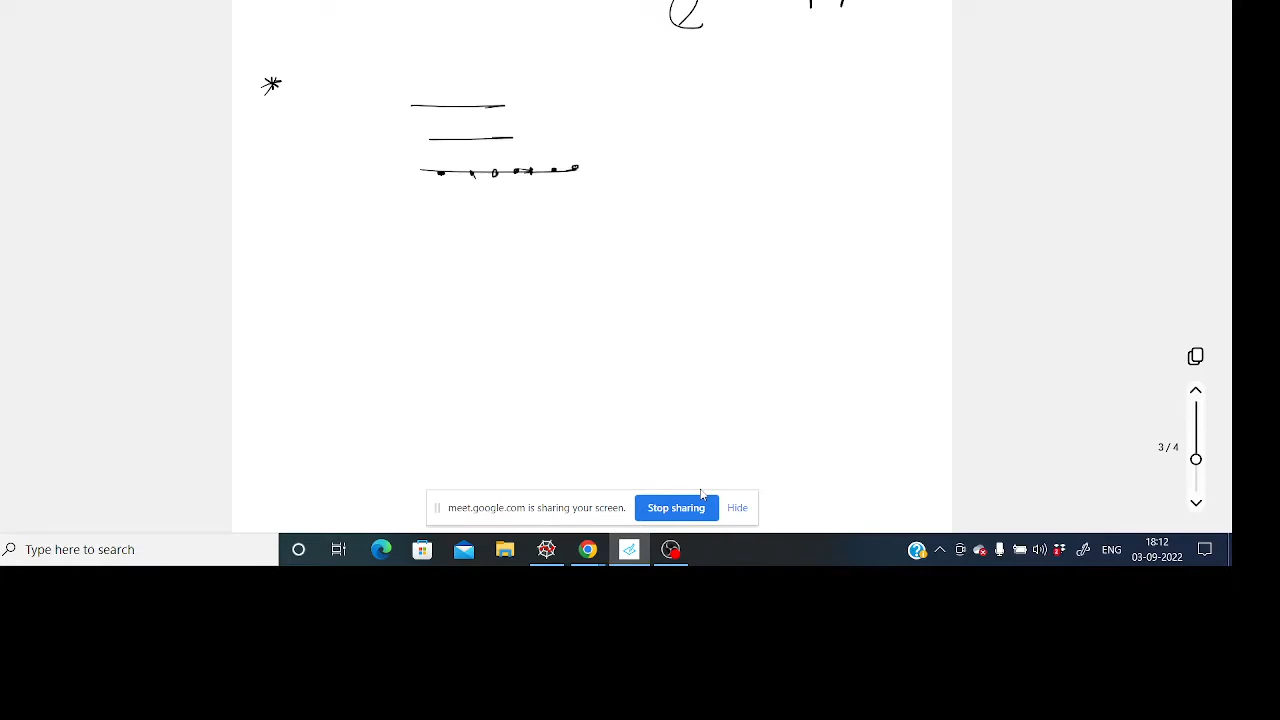 *
3 / 4
meet.google.com is sharing your screen. Stop sharing Hide
Type here to search
ENG
18:12
03-09-2022